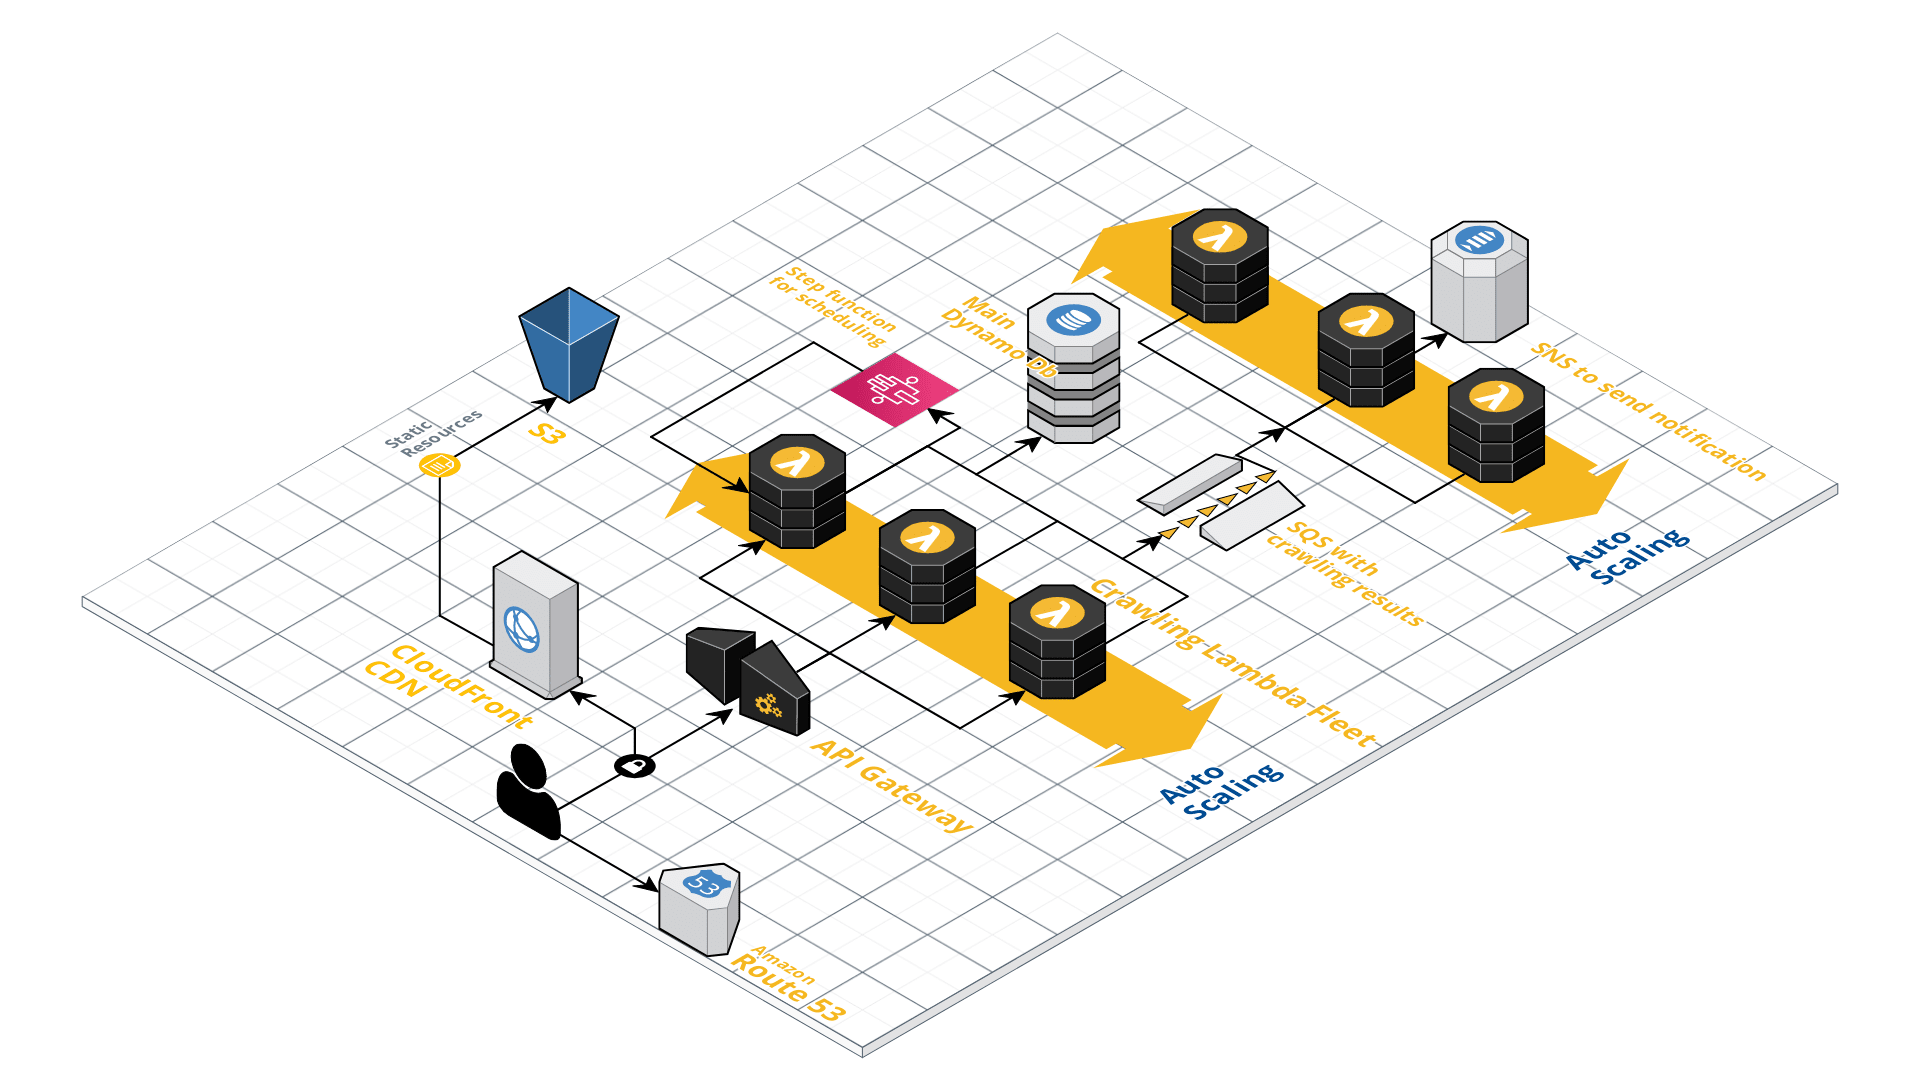 Step function
for scheduling
Main
Dynamo Db
SNS to send notification
Static
Resources
S3
SQS with
crawling results
Auto
Scaling
Crawling Lambda Fleet
CloudFront
CDN
API Gateway
Auto
Scaling
53
Amazon
Route 53